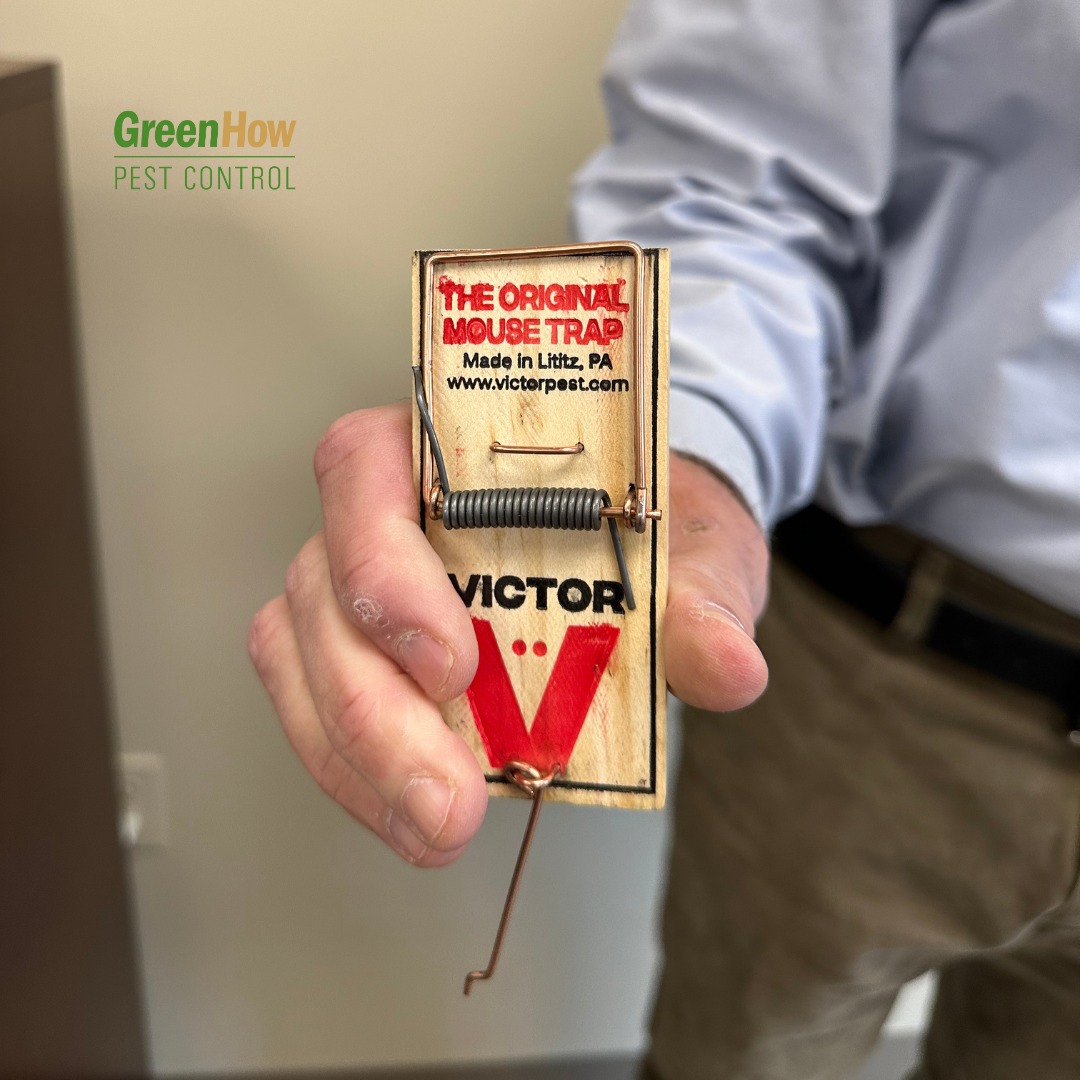 GreenHow
PEST CONTROL
THE ORIGINAL
MOUSE TRAP
Made in Lititz, PA
www.victorpest.com
VICTOR
V